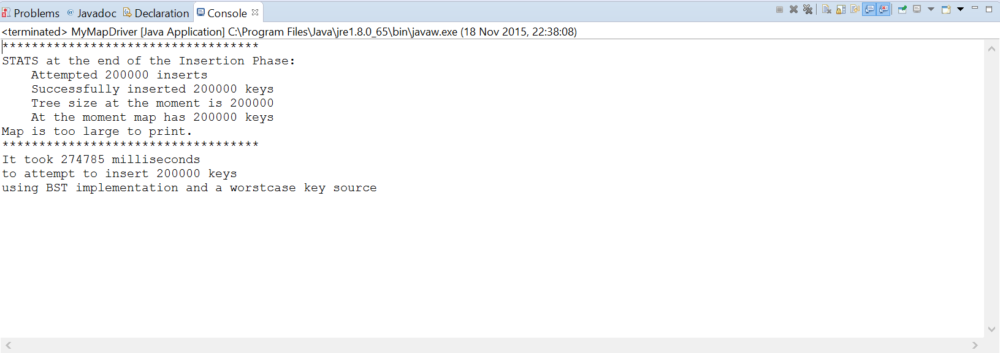 Problems @ Javadoc Declaration Console
<terminated> MyMapDriver [Java Application] C:\Program Files\Java\jre1.8.0_65\bin\javaw.exe (18 Nov 2015, 22:38:08)
***********************************
STATS at the end of the Insertion Phase:
    Attempted 200000 inserts
    Successfully inserted 200000 keys
    Tree size at the moment is 200000
    At the moment map has 200000 keys
Map is too large to print.
***********************************
It took 274785 milliseconds
to attempt to insert 200000 keys
using BST implementation and a worstcase key source